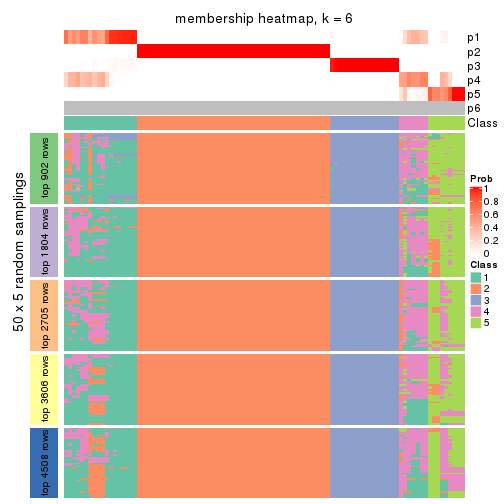 membership heatmap, k = 6
p1
p2
p3
p4
p5
p6
Class
50 x 5 random samplings
top 902 rows
top 1804 rows
top 2705 rows
top 3606 rows
top 4508 rows
Prob
1
0.8
0.6
0.4
0.2
0
Class
1
2
3
4
5